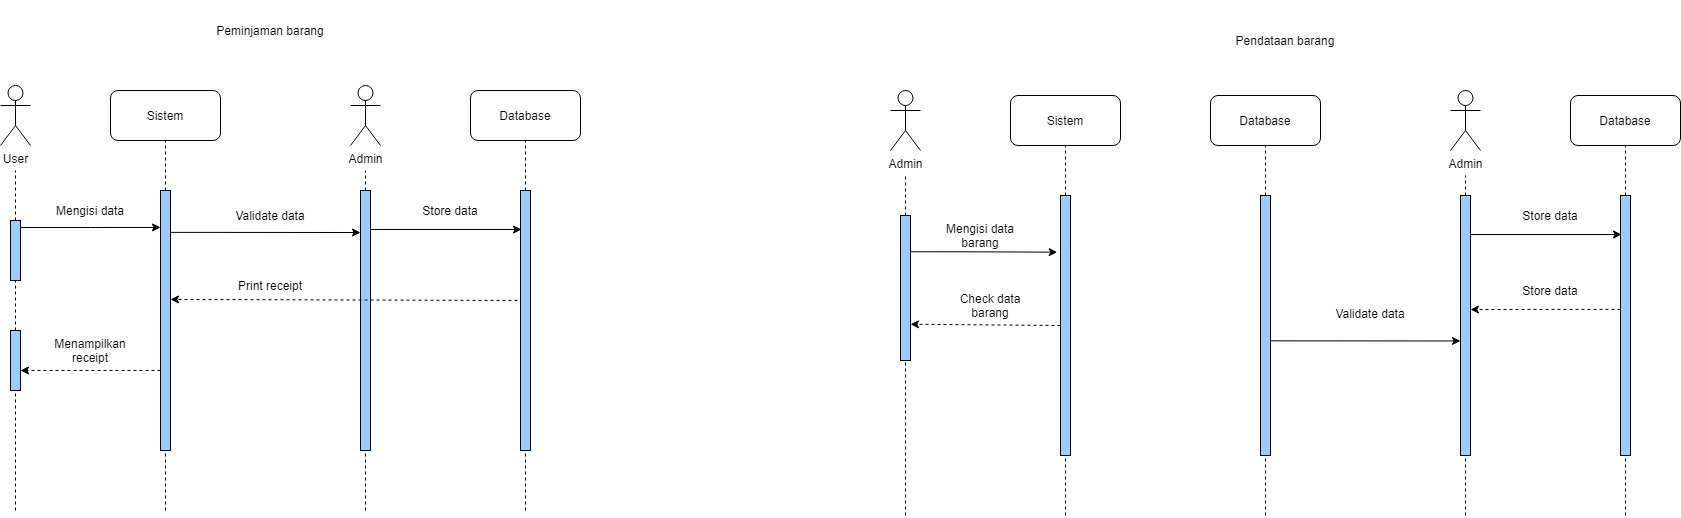 Peminjaman barang
User
Sistem
Admin
Database
Mengisi data
Validate data
Store data
Print receipt
Menampilkan
receipt
Pendataan barang
Admin
Sistem
Database
Admin
Database
Mengisi data
barang
Check data
barang
Store data
Store data
Validate data